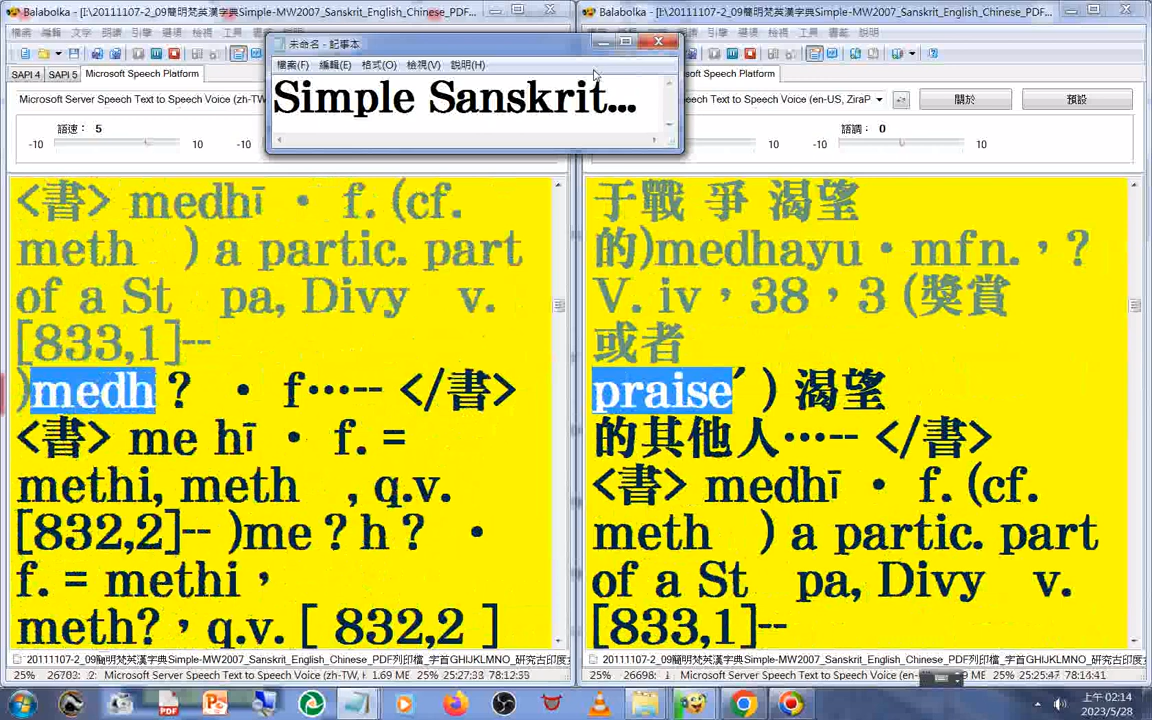 Balabolka - [I:\20111107-2_09簡明梵英漢字典Simple-MW2007_Sanskrit_English_Chinese_PDF...
檔案 編輯 文字 朗讀 引擎 單詞 書籤 工具
SAPI 4 SAPI 5 Microsoft Speech Platform
Microsoft Server Speech Text to Speech Voice (zh-TW,
語速： 5
-10 10 -10
<書> medhī • f. (cf.
meth ) a partic. part
of a St pa, Divy v.
[833,1]--
)medh？ • f…-- </書>
<書> me hī • f. =
methi, meth , q.v.
[832,2]-- )me？h？ •
f. = methi，
meth?，q.v. [ 832,2 ]
20111107-2_09簡明梵英漢字典Simple-MW2007_Sanskrit_English_Chinese_PDF列印檔_字首GHIJKLMNO_研究古印度
25% Microsoft Server Speech Text to Speech Voice (zh-TW, 1.69 MB 25% 25:27:33
未命名 - 記事本
檔案(F) 編輯(E) 格式(O) 檢視(V) 說明(H)
Simple Sanskrit...
Balabolka - [I:\20111107-2_09簡明梵英漢字典Simple-MW2007_Sanskrit_English_Chinese_PDF...
Speech Platform
eech Text to Speech Voice (en-US, ZiraP 關於 預設
語調： 0
10 -10 10
于戰 爭 渴望
的)medhayu•mfn.，?
V. iv，38，3 (獎賞
或者
praise´ ) 渴望
的其他人…-- </書>
<書> medhī • f. (cf.
meth ) a partic. part
of a St pa, Divy v.
[833,1]--
20111107-2_09簡明梵英漢字典Simple-MW2007_Sanskrit_English_Chinese_PDF列印檔_字首GHIJKLMNO_研究古印度
25% Microsoft Server Speech Text to Speech Voice 25% 25:25:47
上午 02:14
2023/5/28